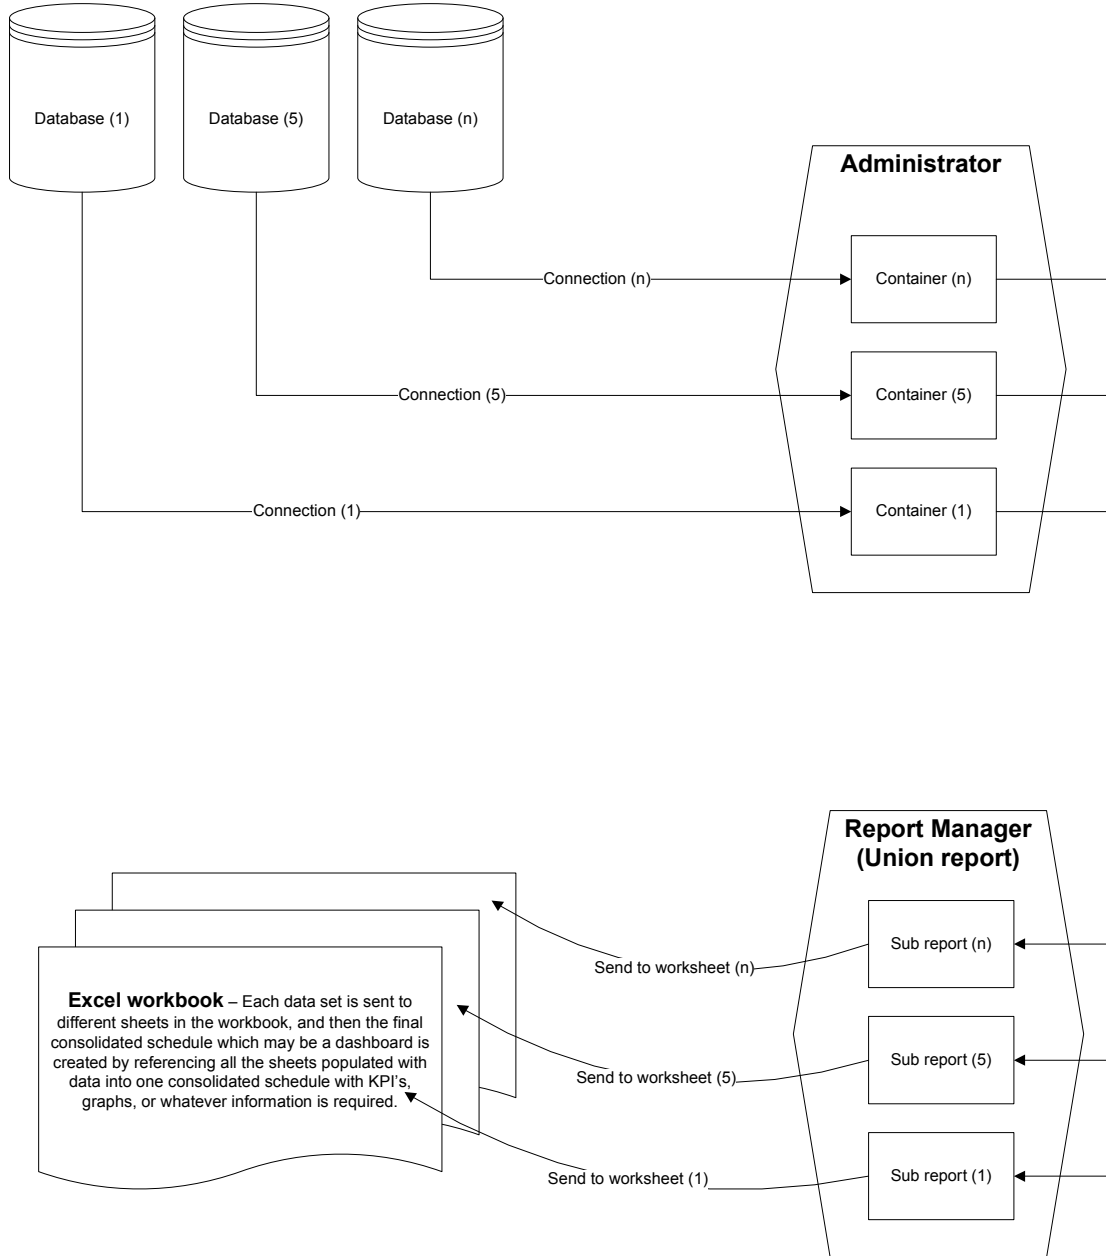 Database (1)
Database (5)
Database (n)
Administrator
Connection (n)
Container (n)
Connection (5)
Container (5)
Connection (1)
Container (1)
Report Manager
(Union report)
Sub report (n)
Send to worksheet (n)
Excel workbook – Each data set is sent to
different sheets in the workbook, and then the final
consolidated schedule which may be a dashboard is
created by referencing all the sheets populated with
data into one consolidated schedule with KPI's,
graphs, or whatever information is required.
Sub report (5)
Send to worksheet (5)
Sub report (1)
Send to worksheet (1)